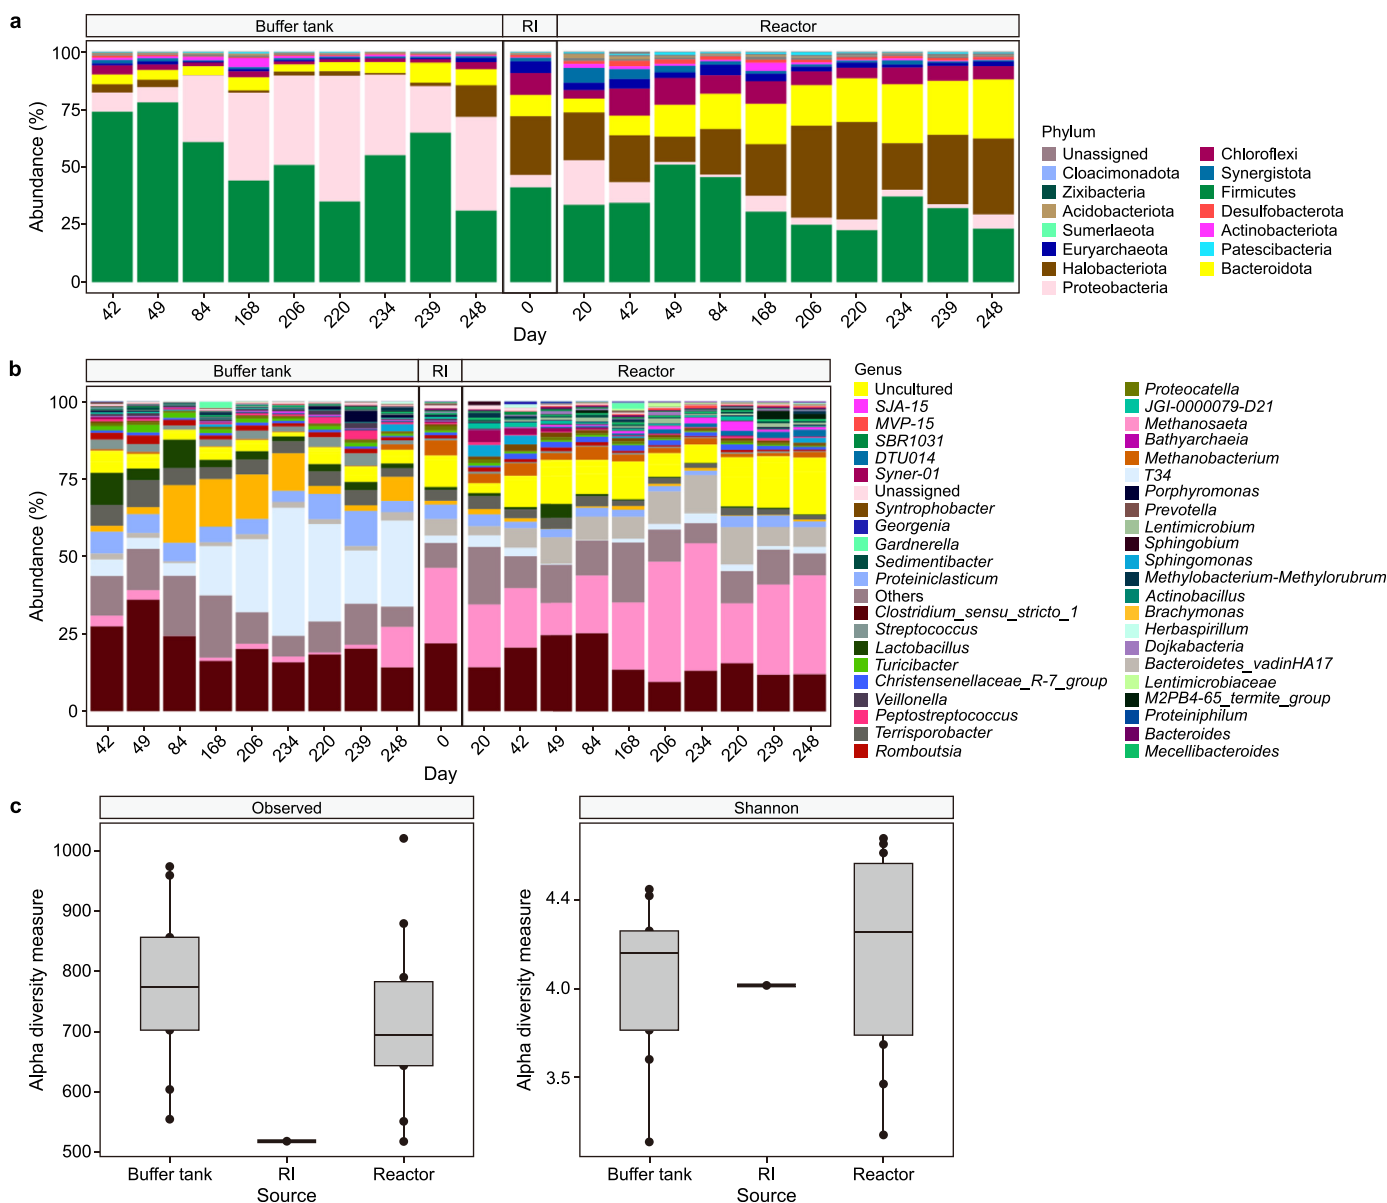 a
Buffer tank RI Reactor
100
75
50
25
0
Abundance (%)
42 49 84 168 206 220 234 239 248 0 20 42 49 84 168 206 220 234 239 248
Day
Phylum
Unassigned Chloroflexi
Cloacimonadota Synergistota
Zixibacteria Firmicutes
Acidobacteriota Desulfobacterota
Sumerlaeota Actinobacteriota
Euryarchaeota Patescibacteria
Halobacteriota Bacteroidota
Proteobacteria
b
Buffer tank RI Reactor
100
75
50
25
0
Abundance (%)
42 49 84 168 206 234 220 239 248 0 20 42 49 84 168 206 234 220 239 248
Day
Genus
Uncultured Proteocatella
SJA-15 JGI-0000079-D21
MVP-15 Methanosaeta
SBR1031 Bathyarchaeia
DTU014 Methanobacterium
Syner-01 T34
Unassigned Porphyromonas
Syntrophobacter Prevotella
Georgenia Lentimicrobium
Gardnerella Sphingobium
Sedimentibacter Sphingomonas
Proteiniclasticum Methylobacterium-Methylorubrum
Others Actinobacillus
Clostridium_sensu_stricto_1 Brachymonas
Streptococcus Herbaspirillum
Lactobacillus Dojkabacteria
Turicibacter Bacteroidetes_vadinHA17
Christensenellaceae_R-7_group Lentimicrobiaceae
Veillonella M2PB4-65_termite_group
Peptostreptococcus Proteiniphilum
Terrisporobacter Bacteroides
Romboutsia Mecellibacteroides
c
Observed
1000
900
800
700
600
500
Alpha diversity measure
Buffer tank RI Reactor
Source
Shannon
4.4
4.0
3.5
Alpha diversity measure
Buffer tank RI Reactor
Source